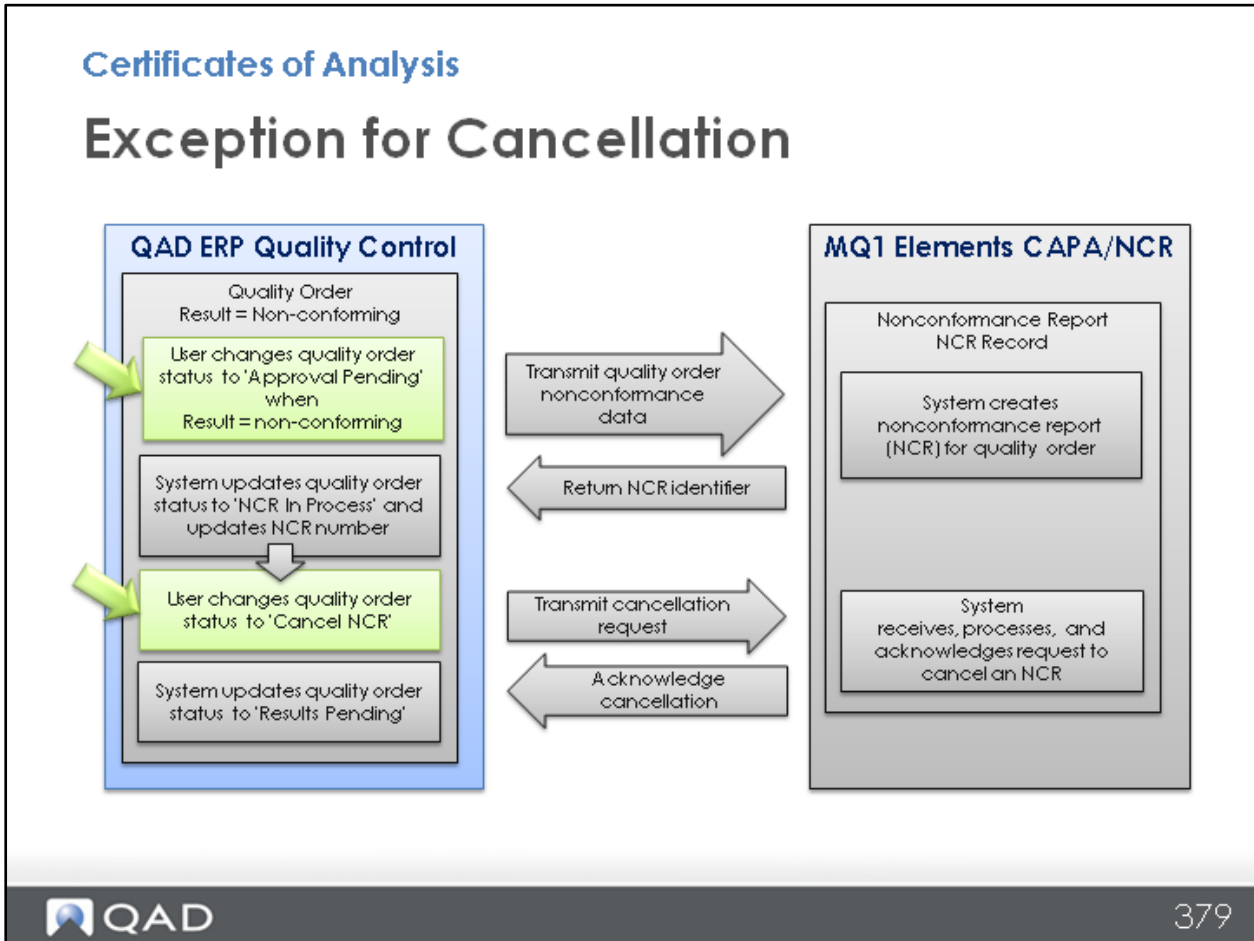 Certificates of Analysis
Exception for Cancellation
QAD ERP Quality Control
Quality Order
Result = Non-conforming
User changes quality order
status to 'Approval Pending'
when
Result = non-conforming
System updates quality order
status to 'NCR In Process' and
updates NCR number
User changes quality order
status to 'Cancel NCR'
System updates quality order
status to 'Results Pending'
Transmit quality order
nonconformance
data
Return NCR identifier
Transmit cancellation
request
Acknowledge
cancellation
MQ1 Elements CAPA/NCR
Nonconformance Report
NCR Record
System creates
nonconformance report
(NCR) for quality order
System
receives, processes, and
acknowledges request to
cancel an NCR
QAD
379